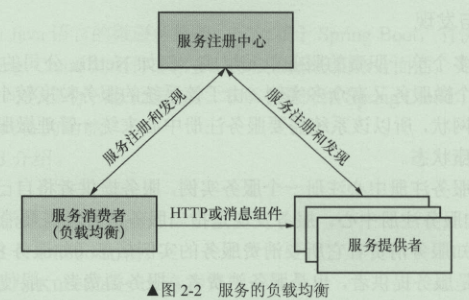 服务注册中心
服务注册和发现
服务注册和发现
服务消费者
(负载均衡)
HTTP或消息组件
服务提供者
▲图 2-2 服务的负载均衡